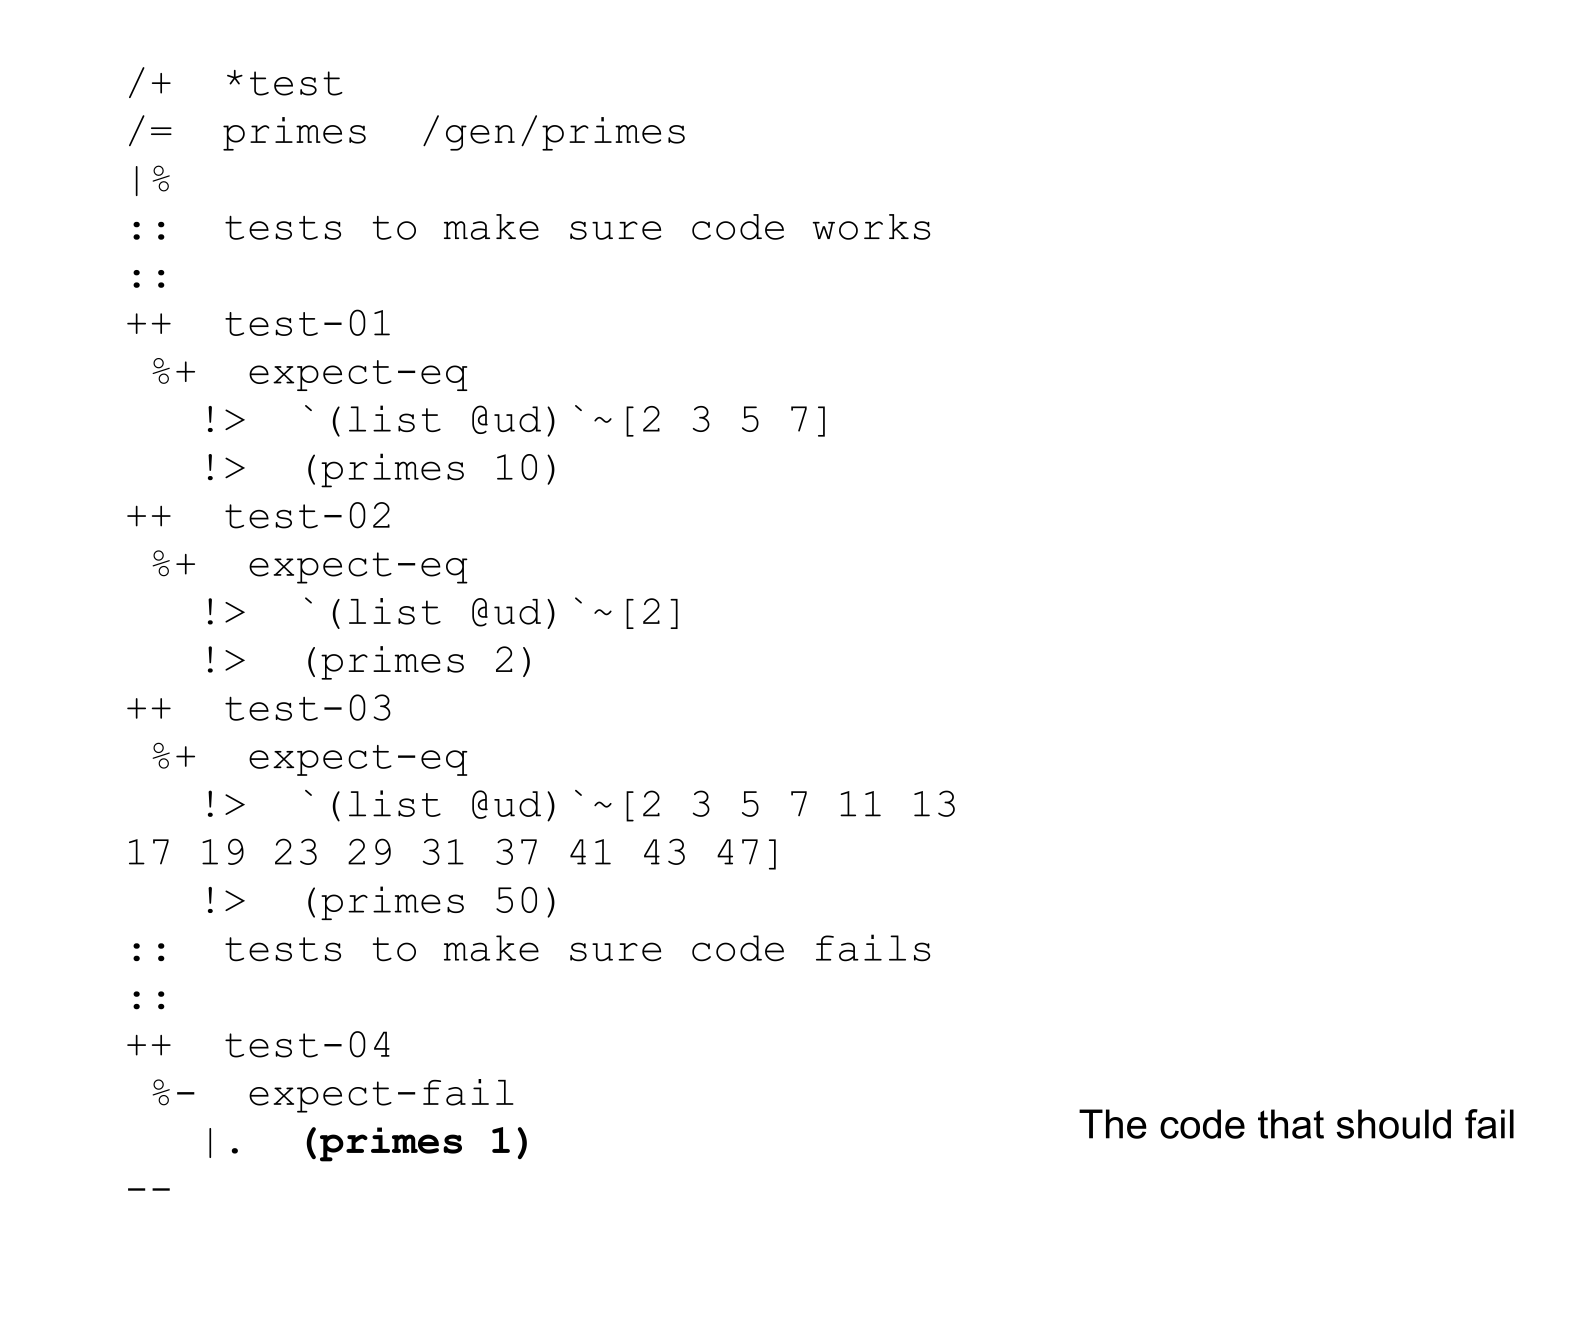 /+  *test
/=  primes  /gen/primes
|%
::  tests to make sure code works
::
++  test-01
 %+  expect-eq
   !>  `(list @ud)`~[2 3 5 7]
   !>  (primes 10)
++  test-02
 %+  expect-eq
   !>  `(list @ud)`~[2]
   !>  (primes 2)
++  test-03
 %+  expect-eq
   !>  `(list @ud)`~[2 3 5 7 11 13
17 19 23 29 31 37 41 43 47]
   !>  (primes 50)
::  tests to make sure code fails
::
++  test-04
 %-  expect-fail
   |.  (primes 1)
The code that should fail
--